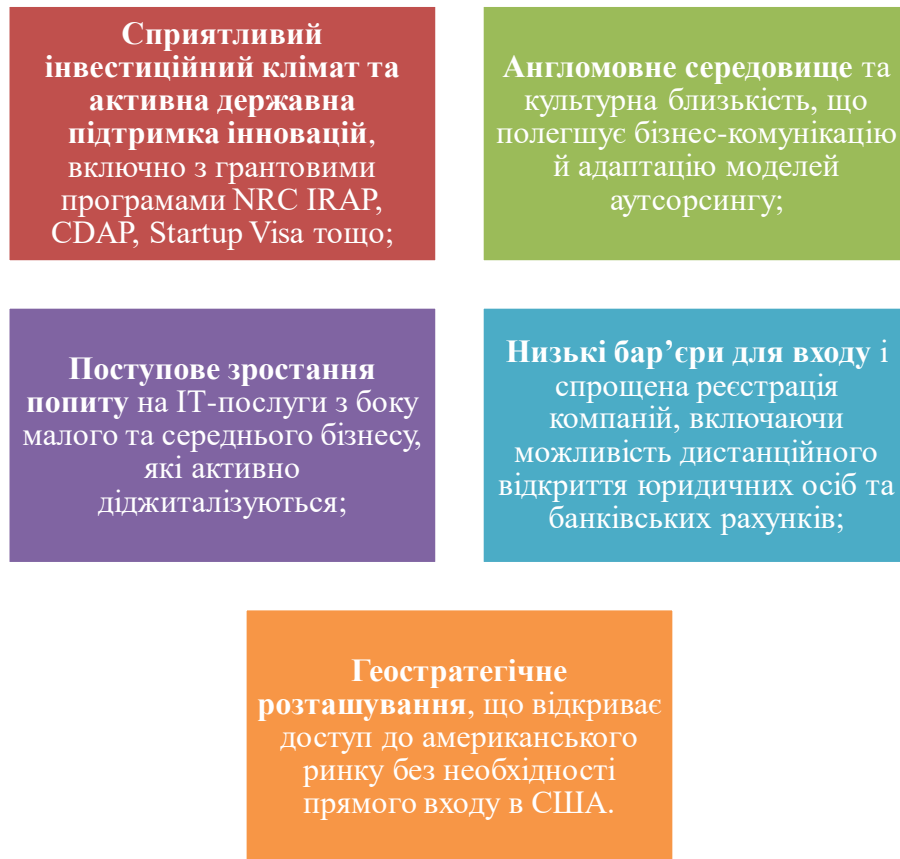 Сприятливий
інвестиційний клімат та
активна державна
підтримка інновацій,
включно з грантовими
програмами NRC IRAP,
CDAP, Startup Visa тощо;
Англомовне середовище та
культурна близькість, що
полегшує бізнес-комунікацію
й адаптацію моделей
аутсорсингу;
Поступове зростання
попиту на ІТ-послуги з боку
малого та середнього бізнесу,
які активно
діджиталізуються;
Низькі бар’єри для входу і
спрощена реєстрація
компаній, включаючи
можливість дистанційного
відкриття юридичних осіб та
банківських рахунків;
Геостратегічне
розташування, що відкриває
доступ до американського
ринку без необхідності
прямого входу в США.